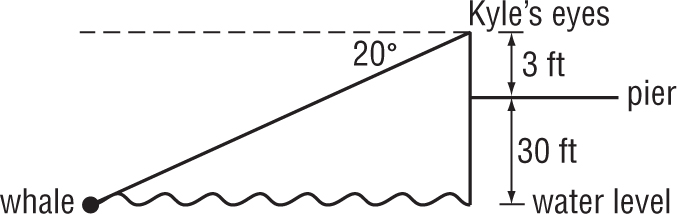 Kyle's eyes
20°
3 ft
pier
30 ft
whale
water level